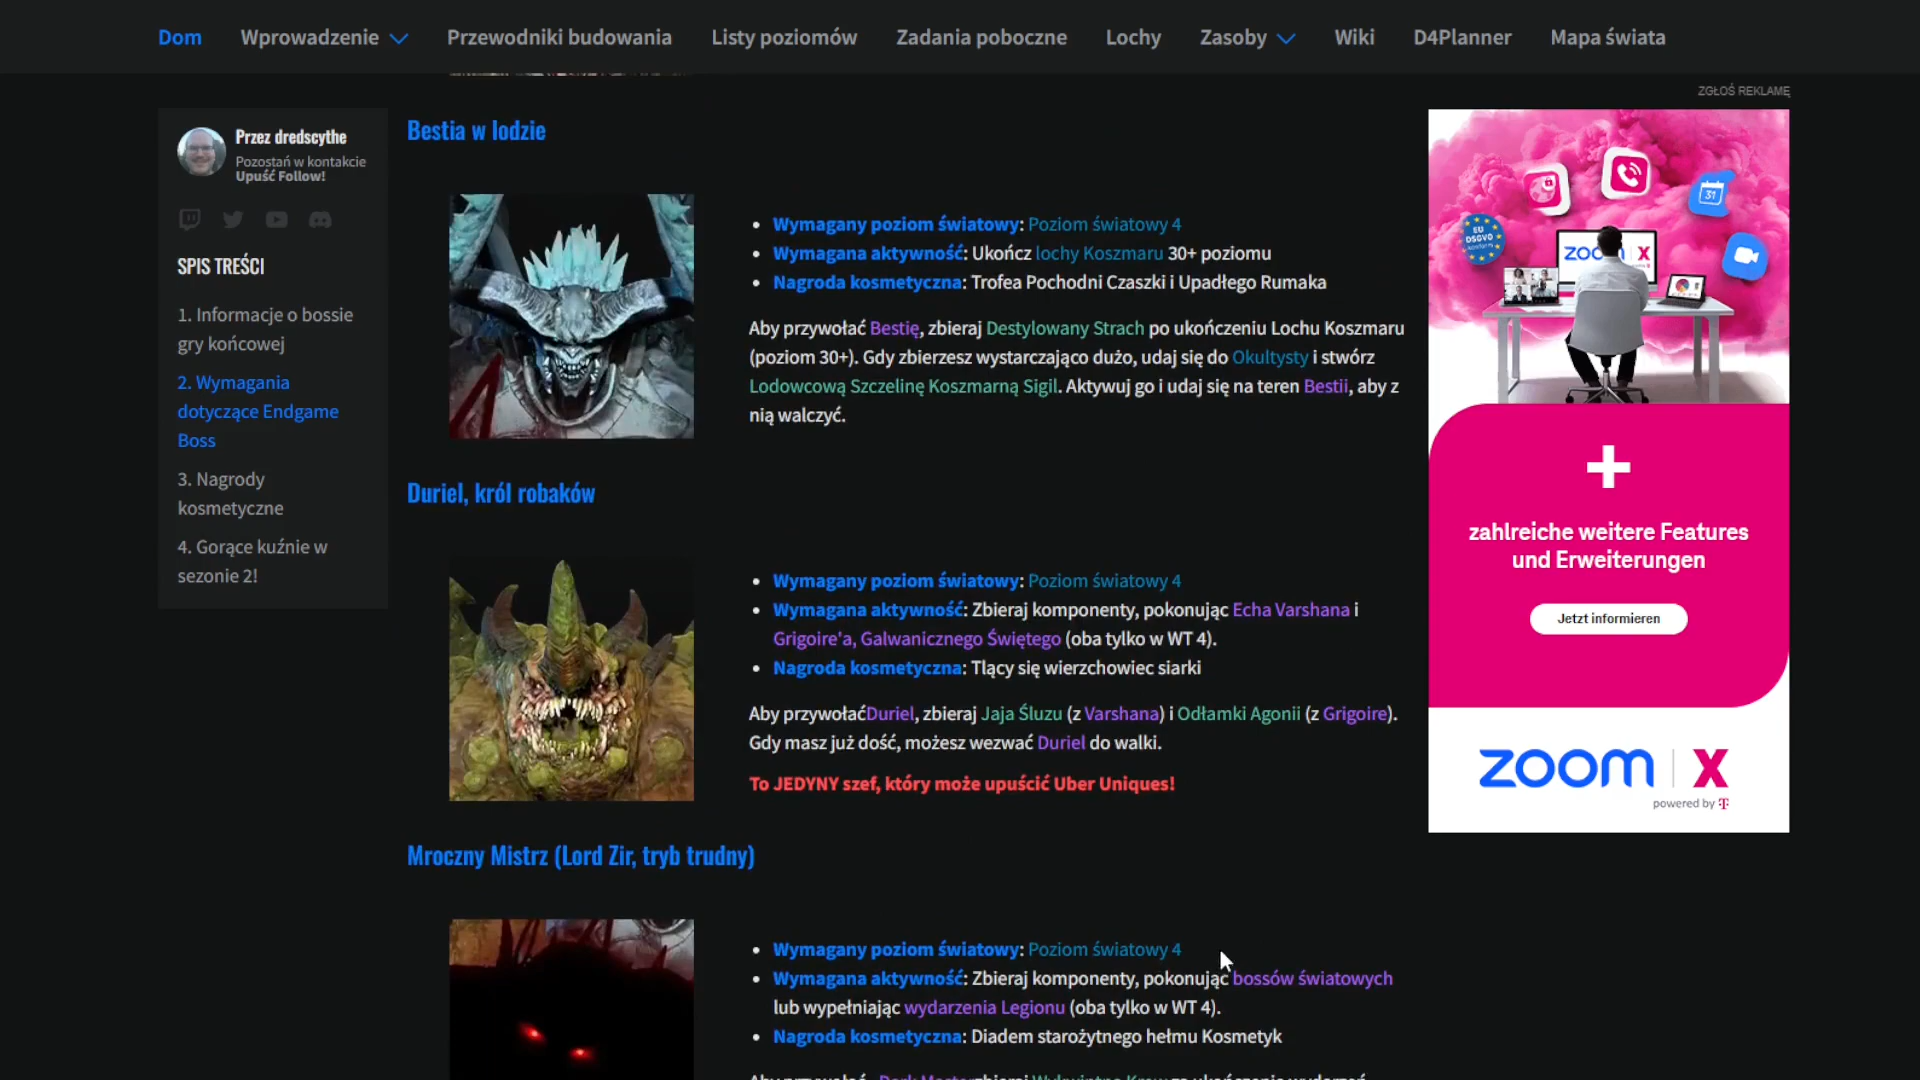 Dom Wprowadzenie Przewodniki budowania Listy poziomów Zadania poboczne Lochy Zasoby Wiki D4Planner Mapa świata
ZGŁOŚ REKLAMĘ
Przez dredscythe
Pozostań w kontakcie
Upuść Follow!
SPIS TREŚCI
1. Informacje o bossie
gry końcowej
2. Wymagania
dotyczące Endgame
Boss
3. Nagrody
kosmetyczne
4. Gorące kuźnie w
sezonie 2!
Bestia w lodzie
Wymagany poziom światowy: Poziom światowy 4
Wymagana aktywność: Ukończ lochy Koszmaru 30+ poziomu
Nagroda kosmetyczna: Trofea Pochodni Czaszki i Upadłego Rumaka
Aby przywołać Bestię, zbieraj Destylowany Strach po ukończeniu Lochu Koszmaru
(poziom 30+). Gdy zbierzesz wystarczająco dużo, udaj się do Okultysty i stwórz
Lodowcową Szczelinę Koszmarną Sigil. Aktywuj go i udaj się na teren Bestii, aby z
nią walczyć.
Duriel, król robaków
Wymagany poziom światowy: Poziom światowy 4
Wymagana aktywność: Zbieraj komponenty, pokonując Echa Varshana i
Grigoire'a, Galwanicznego Świętego (oba tylko w WT 4).
Nagroda kosmetyczna: Tlący się wierzchowiec siarki
Aby przywołaćDuriel, zbieraj Jaja Śluzu (z Varshana) i Odłamki Agonii (z Grigoire).
Gdy masz już dość, możesz wezwać Duriel do walki.
To JEDYNY szef, który może upuścić Uber Uniques!
Mroczny Mistrz (Lord Zir, tryb trudny)
Wymagany poziom światowy: Poziom światowy 4
Wymagana aktywność: Zbieraj komponenty, pokonując bossów światowych
lub wypełniając wydarzenia Legionu (oba tylko w WT 4).
Nagroda kosmetyczna: Diadem starożytnego hełmu Kosmetyk
31
EU
DSGVO
ZOOM X
+
zahlreiche weitere Features
und Erweiterungen
Jetzt informieren
zoom X
powered by T